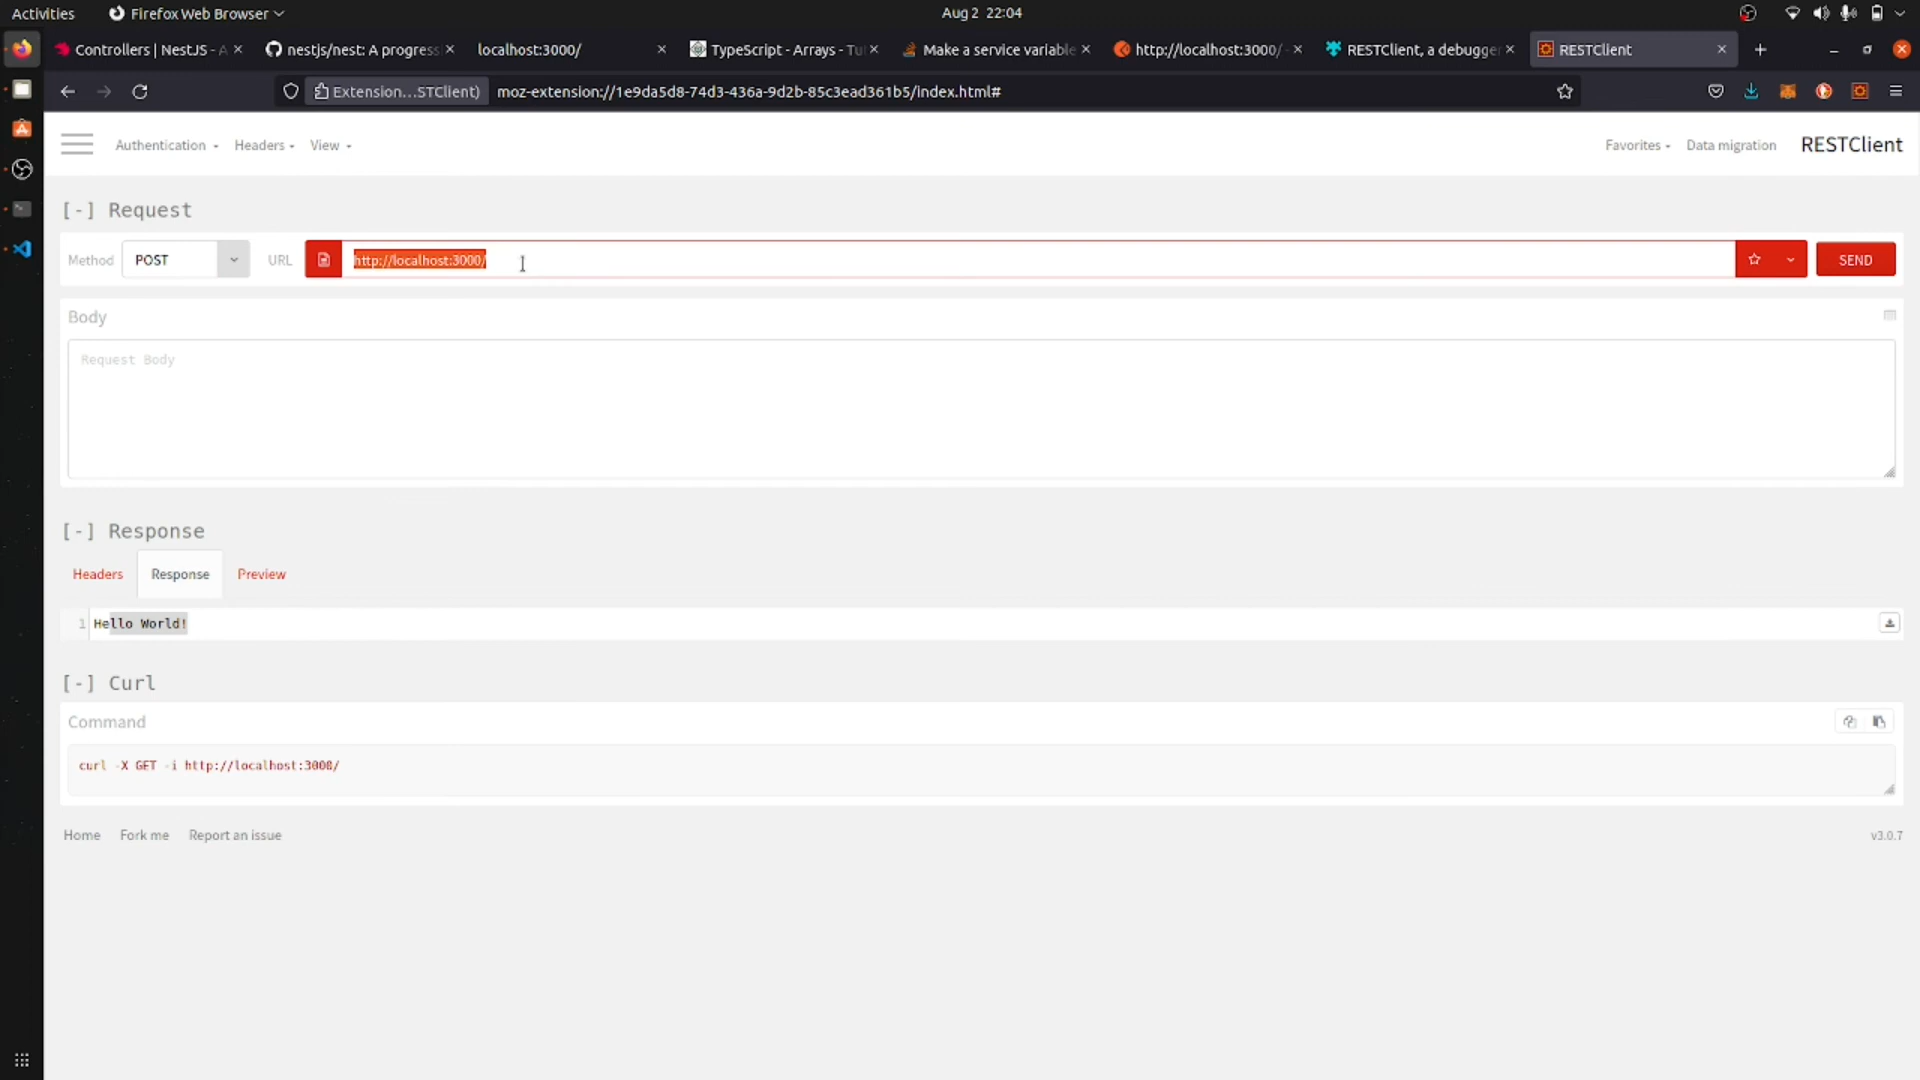 Activities Firefox Web Browser Aug 2 22:04
Controllers | NestJS - A nestjs/nest: A progress localhost:3000/ TypeScript - Arrays - Tut Make a service variable http://localhost:3000/ - RESTClient, a debugger RESTClient
Extension...STClient) moz-extension://1e9da5d8-74d3-436a-9d2b-85c3ead361b5/index.html#
Authentication Headers View Favorites Data migration RESTClient
[-] Request
Method POST URL http://localhost:3000/ SEND
Body
Request Body
[-] Response
Headers Response Preview
1 Hello World!
[-] Curl
Command
curl -X GET -i http://localhost:3000/
Home Fork me Report an issue v3.0.7